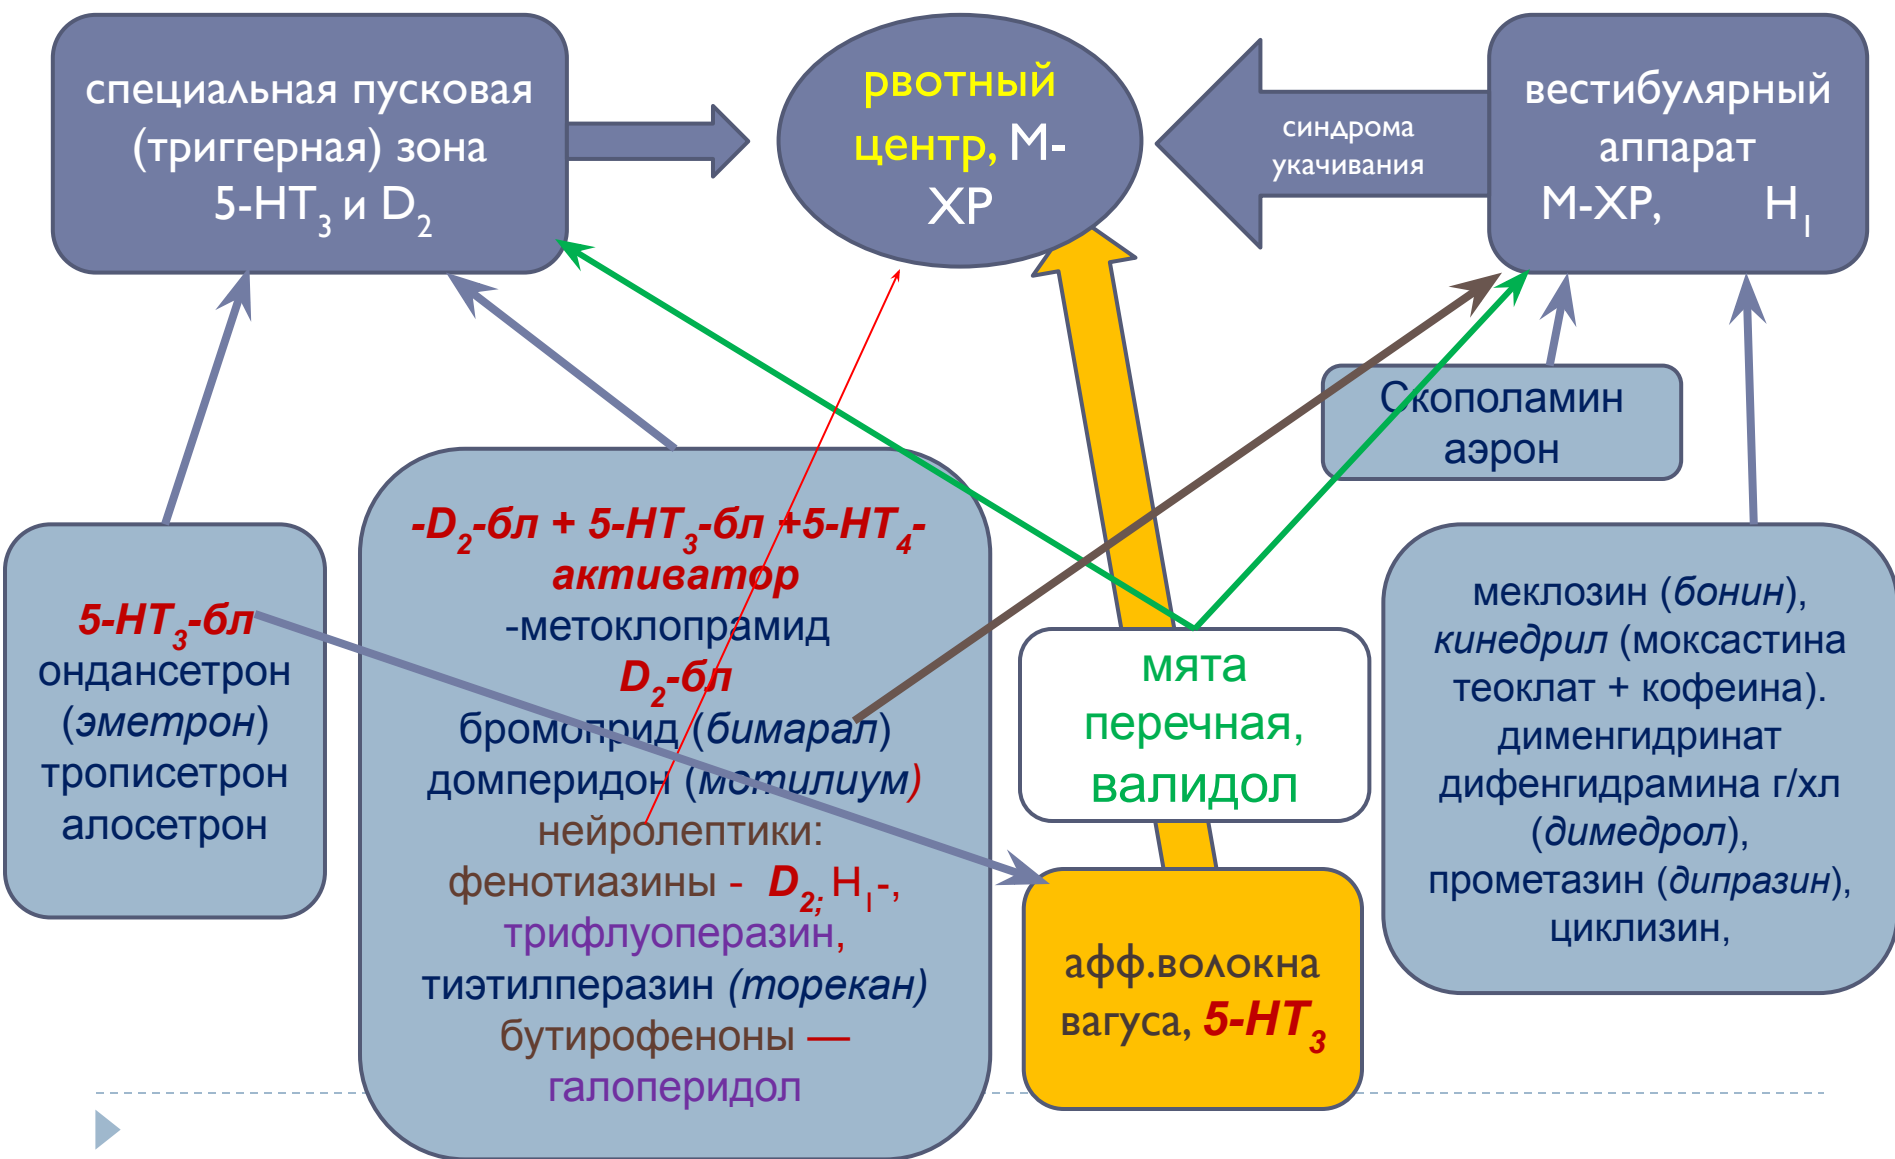 специальная пусковая
(триггерная) зона
5-НТ3 и D2
рвотный
центр, М-
ХР
синдрома
укачивания
вестибулярный
аппарат
М-ХР, Н1
Скополамин
аэрон
5-НТ3-бл
ондансетрон
(эметрон)
трописетрон
алосетрон
-D2-бл + 5-НТ3-бл +5-НТ4-
активатор
-метоклопрамид
D2-бл
бромоприд (бимарал)
домперидон (мотилиум)
нейролептики:
фенотиазины - D2; Н1-,
трифлуоперазин,
тиэтилперазин (торекан)
бутирофеноны —
галоперидол
мята
перечная,
валидол
афф.волокна
вагуса, 5-НТ3
меклозин (бонин),
кинедрил (моксастина
теоклат + кофеина).
дименгидринат
дифенгидрамина г/хл
(димедрол),
прометазин (дипразин),
циклизин,